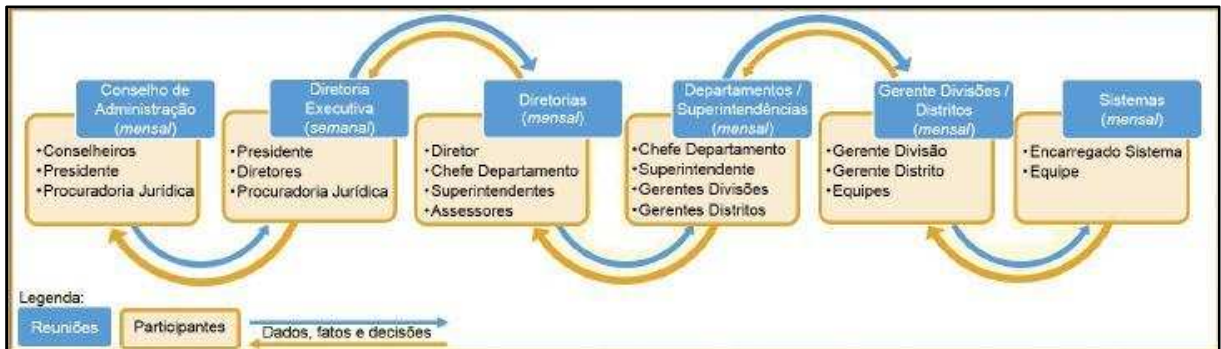 Conselho de
Administração
(mensal)
•Conselheiros
•Presidente
•Procuradoria Jurídica
Diretoria
Executiva
(semanal)
•Presidente
•Diretores
•Procuradoria Jurídica
Diretorias
(mensal)
•Diretor
•Chefe Departamento
•Superintendentes
•Assessores
Departamentos /
Superintendências
(mensal)
•Chefe Departamento
•Superintendente
•Gerentes Divisões
•Gerentes Distritos
Gerente Divisões /
Distritos
(mensal)
•Gerente Divisão
•Gerente Distrito
•Equipes
Sistemas
(mensal)
•Encarregado Sistema
•Equipe
Legenda:
Reuniões
Participantes
Dados, fatos e decisões